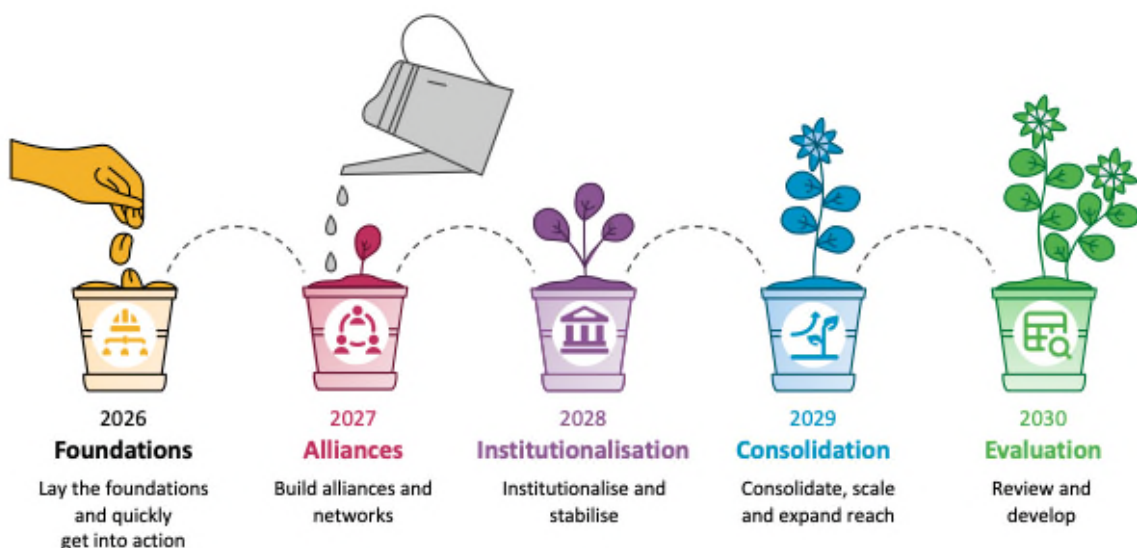 2026
Foundations
Lay the foundations
and quickly
get into action
2027
Alliances
Build alliances and
networks
2028
Institutionalisation
Institutionalise and
stabilise
2029
Consolidation
Consolidate, scale
and expand reach
2030
Evaluation
Review and
develop